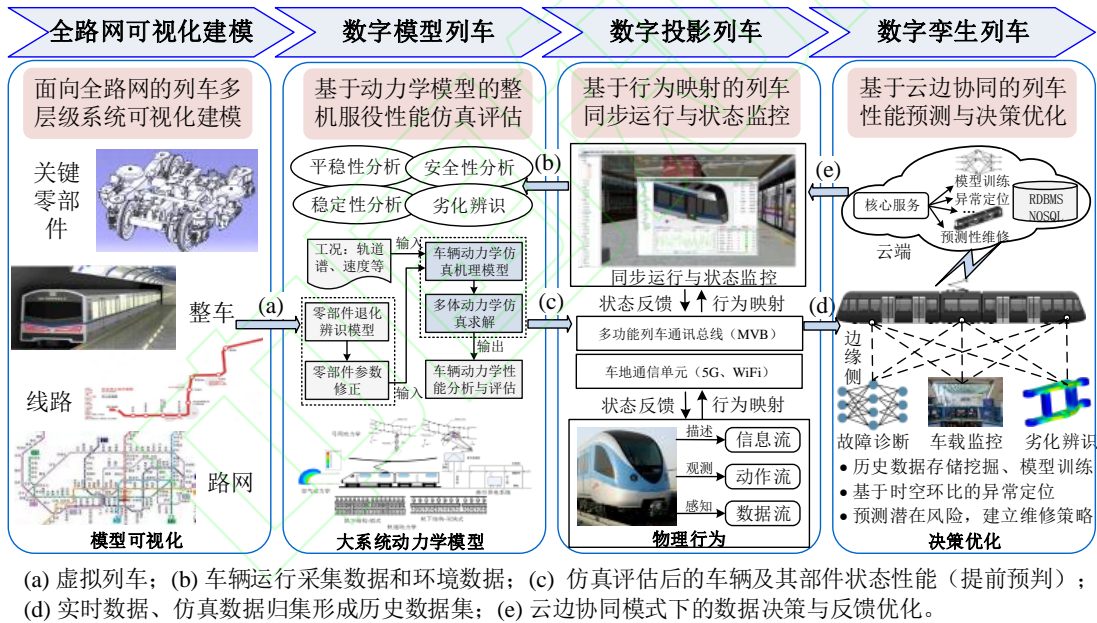 全路网可视化建模
数字模型列车
数字投影列车
数字孪生列车
面向全路网的列车多
层级系统可视化建模
关键
零部
件
整车
线路
路网
模型可视化
(a)
基于动力学模型的整
机服役性能仿真评估
平稳性分析
安全性分析
稳定性分析
劣化辨识
工况：轨道
谱、速度等
输入
车辆动力学仿
真机理模型
零部件退化
辨识模型
多体动力学仿
真求解
零部件参数
修正
输入
输出
车辆动力学性
能分析与评估
大系统动力学模型
(b)
(c)
基于行为映射的列车
同步运行与状态监控
同步运行与状态监控
状态反馈
行为映射
多功能列车通讯总线（MVB）
车地通信单元（5G、WiFi）
状态反馈
行为映射
描述
信息流
观测
动作流
感知
数据流
物理行为
(e)
(d)
基于云边协同的列车
性能预测与决策优化
核心服务
模型训练
异常定位
...
预测性维修
RDBMS
NOSQL
云端
边缘侧
故障诊断
车载监控
劣化辨识
• 历史数据存储挖掘、模型训练
• 基于时空环比的异常定位
• 预测潜在风险，建立维修策略
决策优化
(a) 虚拟列车；(b) 车辆运行采集数据和环境数据；(c) 仿真评估后的车辆及其部件状态性能（提前预判）；
(d) 实时数据、仿真数据归集形成历史数据集；(e) 云边协同模式下的数据决策与反馈优化。